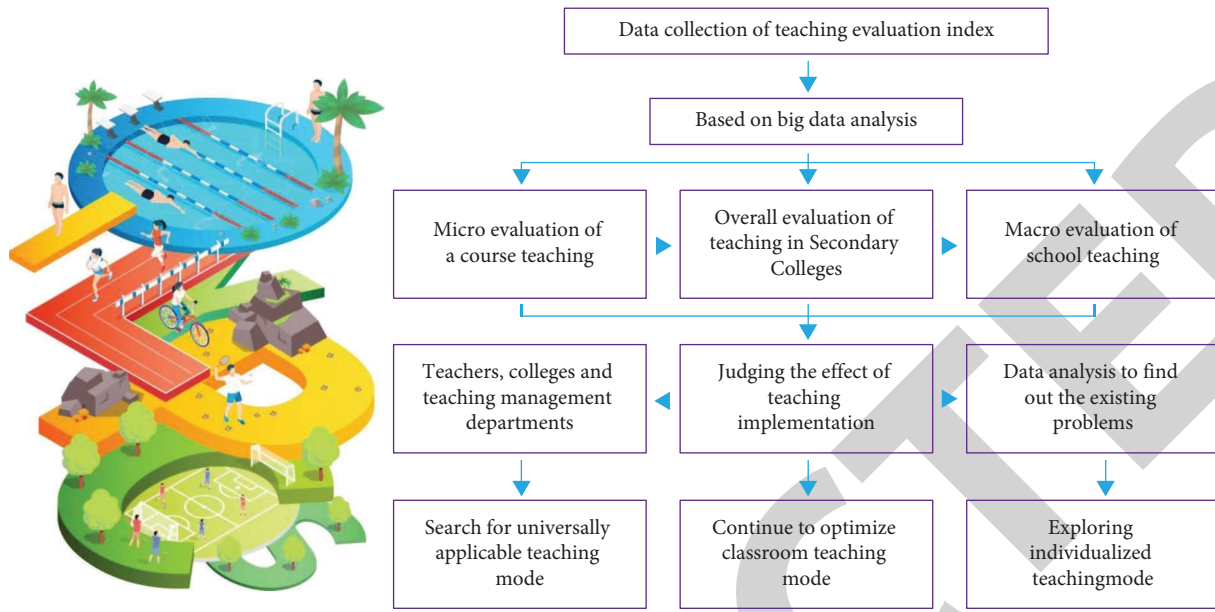 Data collection of teaching evaluation index
Based on big data analysis
Micro evaluation of
a course teaching
Overall evaluation of
teaching in Secondary
Colleges
Macro evaluation of
school teaching
Teachers, colleges and
teaching management
departments
Judging the effect of
teaching
implementation
Data analysis to find
out the existing
problems
Search for universally
applicable teaching
mode
Continue to optimize
classroom teaching
mode
Exploring
individualized
teachingmode
CTED